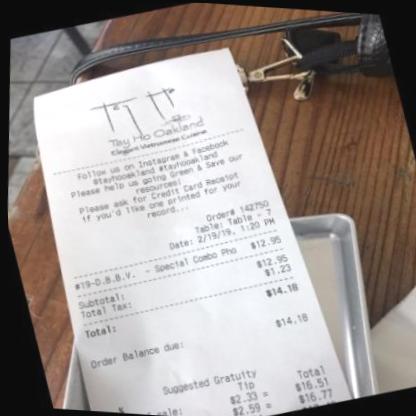 Tay Ho Oakland
Elegant Vietnamese Cuisine
Follow us on Instagram & Facebook
@tayhooakland #tayhooakland
Please help us going Green & Save our
resources!
Please ask for Credit Card Receipt
if you'd like one printed for your
record...
Order# 142750
Table: Table - 7
Date: 2/19/19, 1:20 PM
#19-D.B.B.V. - Special Combo Pho $12.95
Subtotal: $12.95
Total Tax: $1.23
Total: $14.18
Order Balance due: $14.18
Suggested Gratuity
Tip Total
$2.33 = $16.51
$2.59 = $16.77